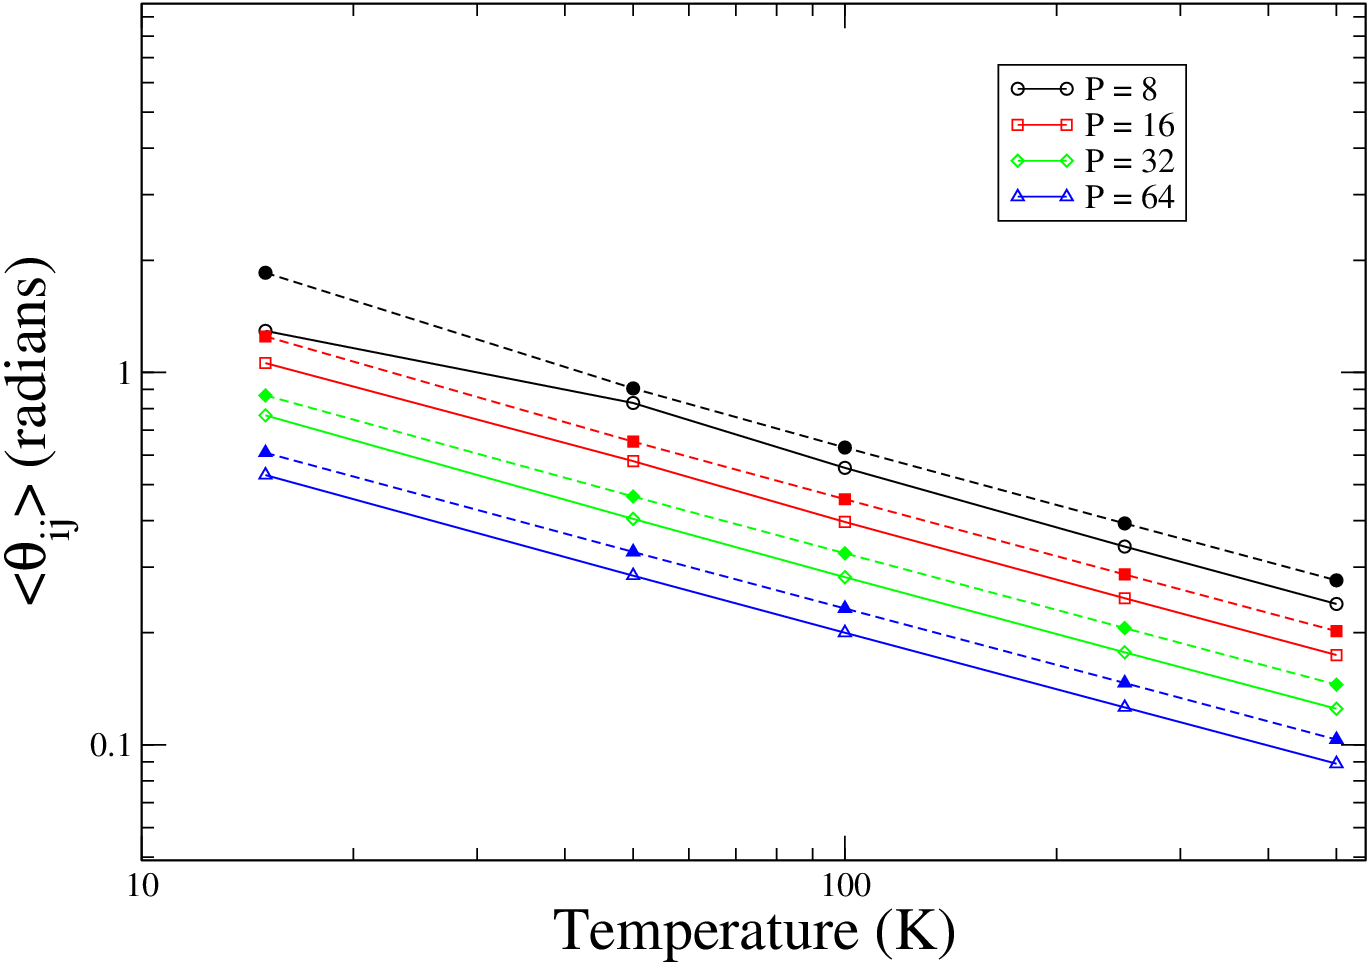 P = 8
P = 16
P = 32
P = 64
<θij> (radians)
1
0.1
10
100
Temperature (K)